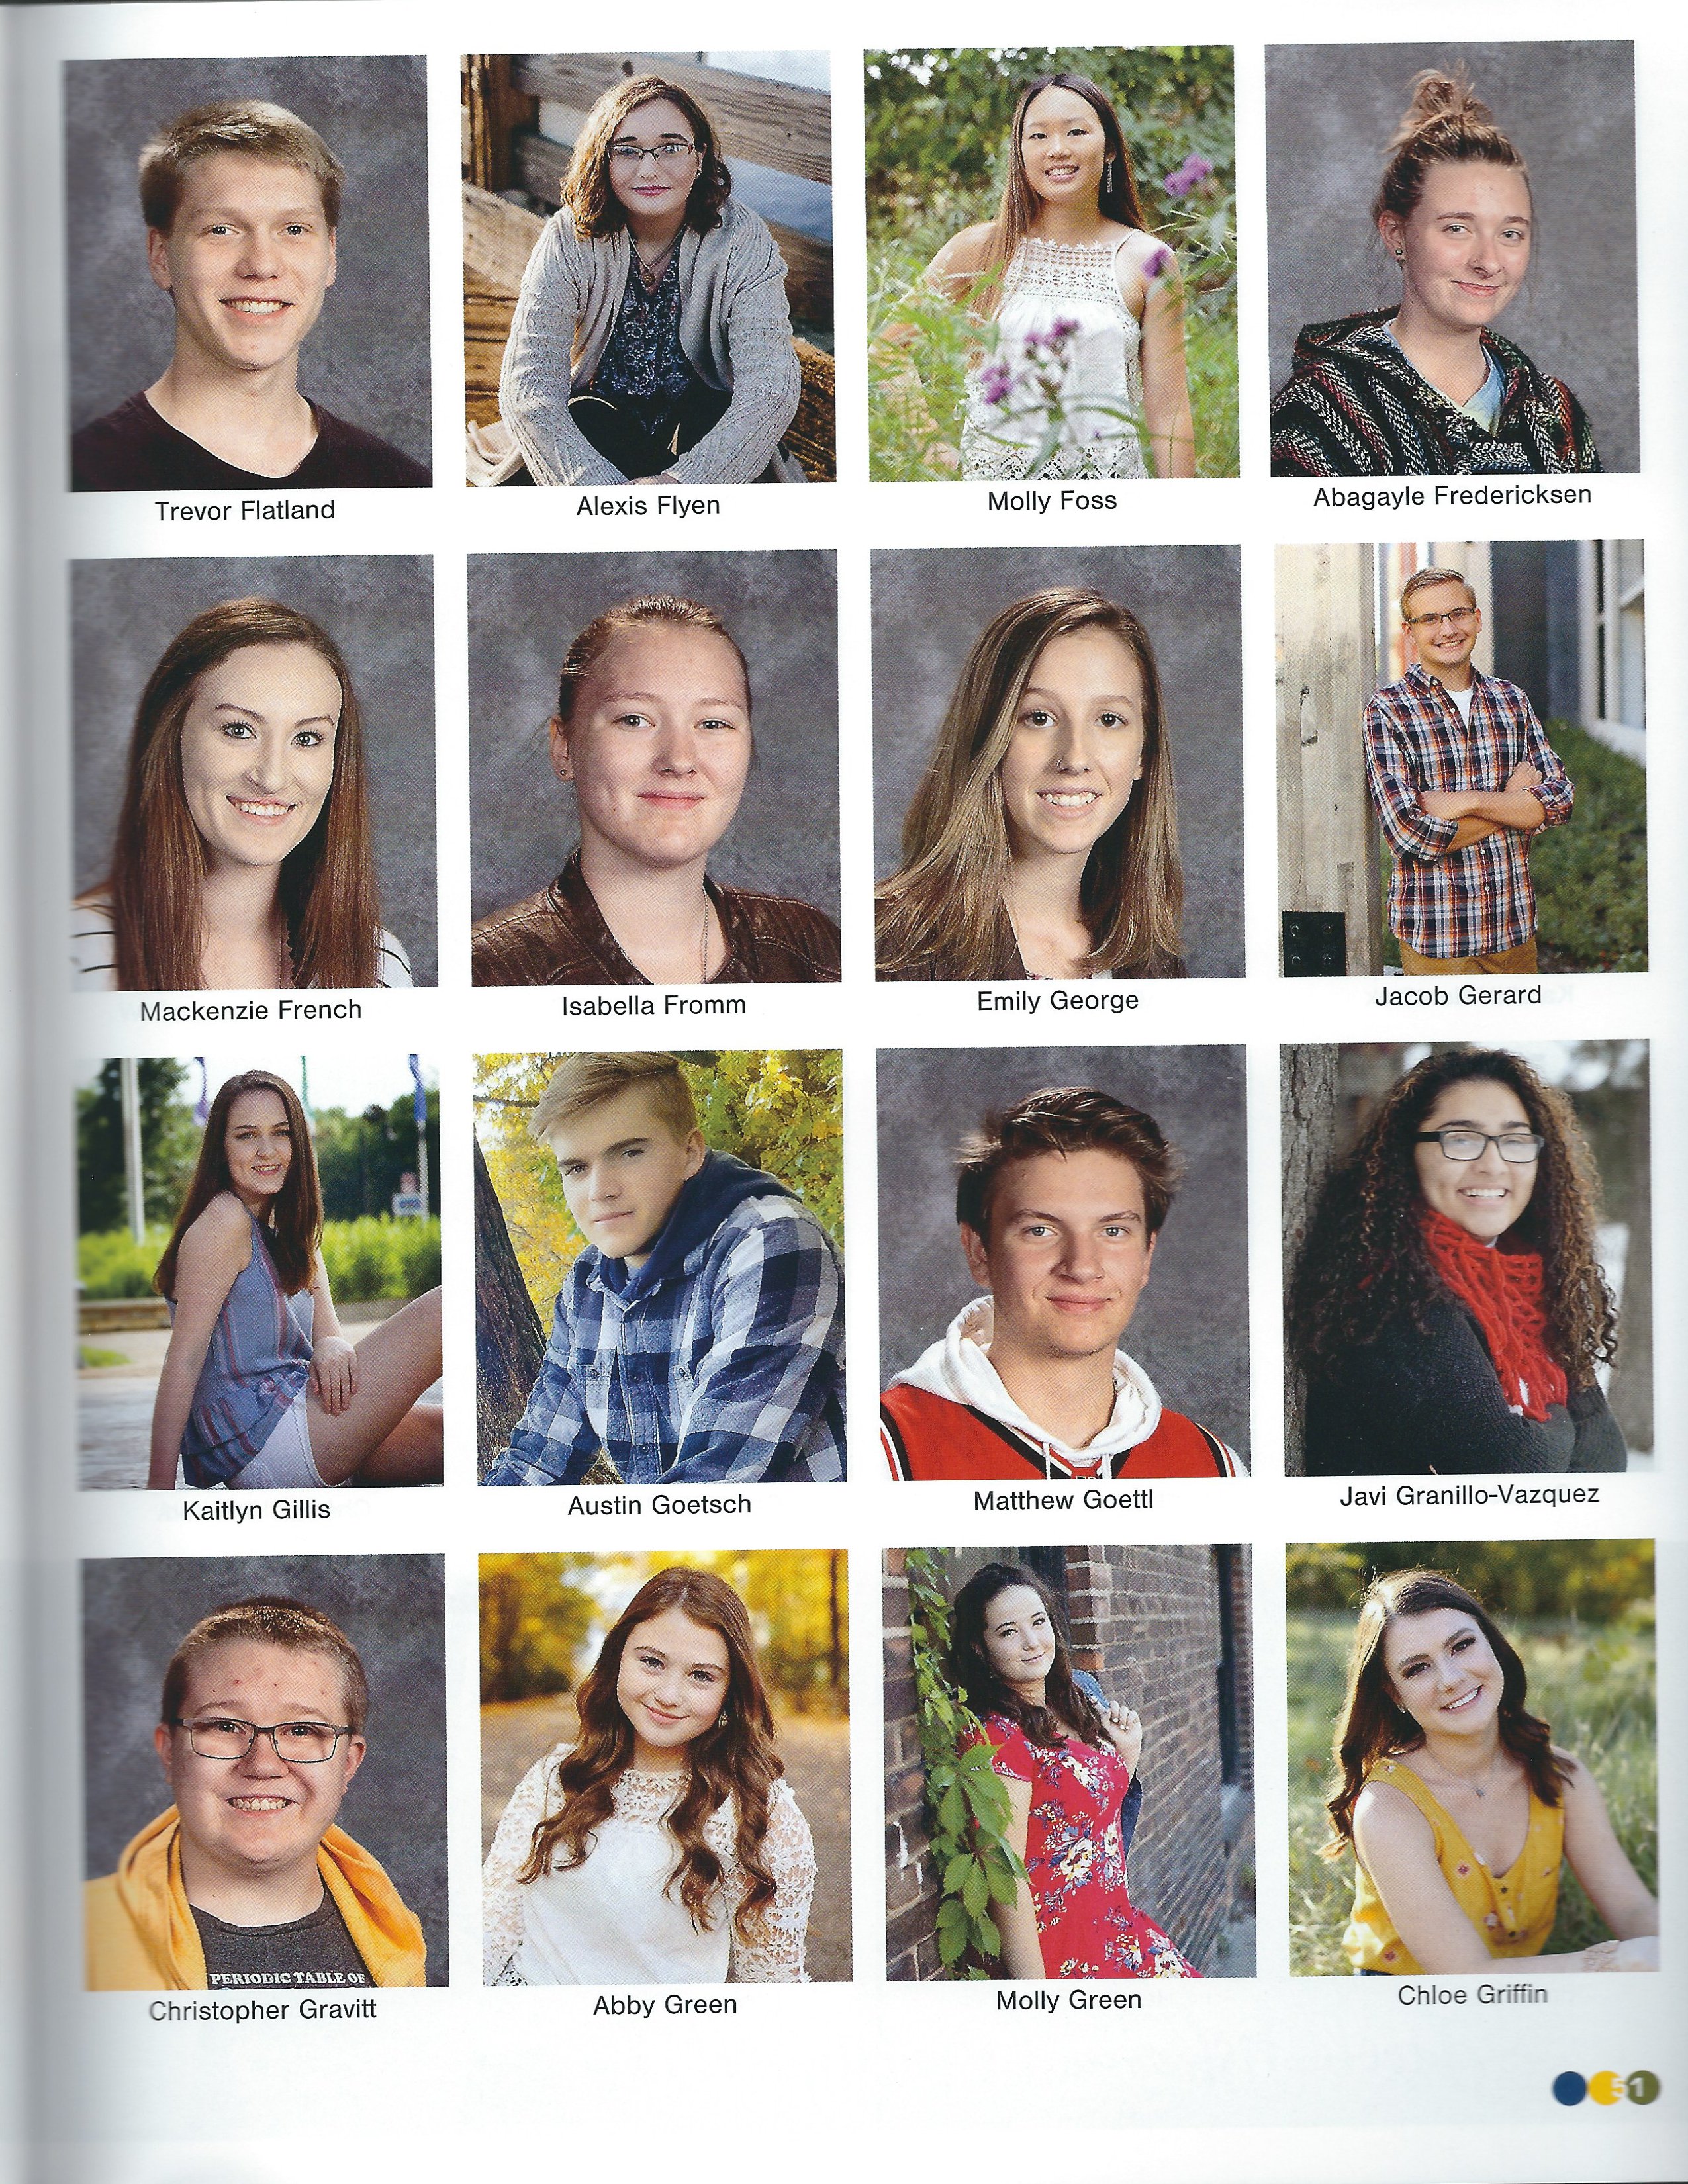 Trevor Flatland
Alexis Flyen
Molly Foss
Abagayle Fredericksen
Mackenzie French
Isabella Fromm
Emily George
Jacob Gerard
Kaitlyn Gillis
Austin Goetsch
Matthew Goettl
Javi Granillo-Vazquez
PERIODIC TABLE OF
Christopher Gravitt
Abby Green
Molly Green
Chloe Griffin
51